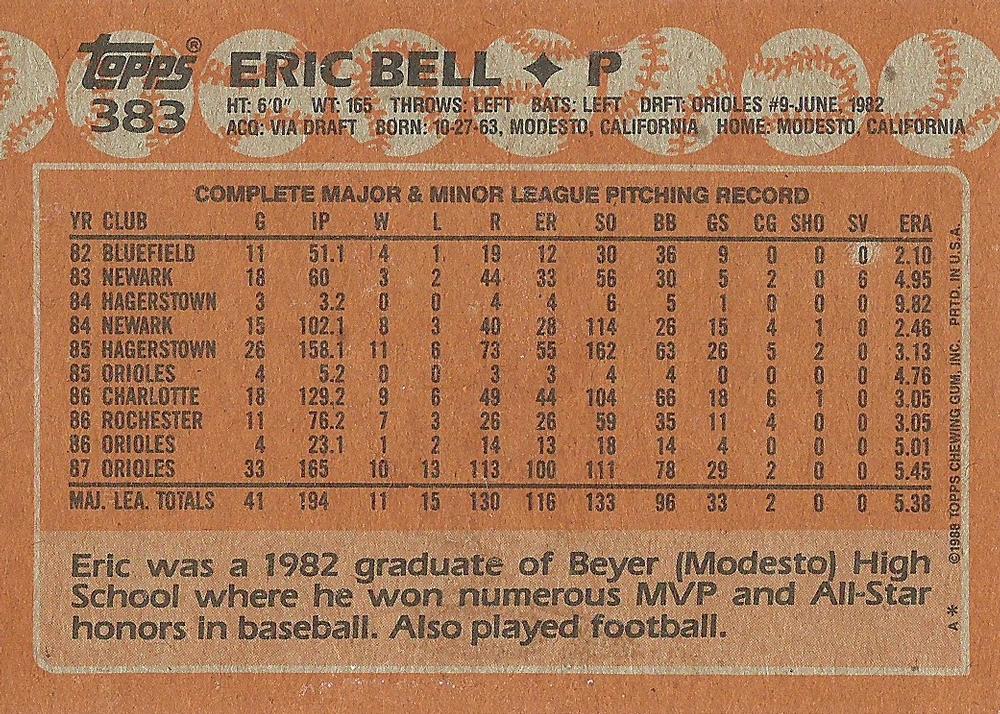 topps® ERIC BELL ✦ P
383 HT: 6'0" WT: 165 THROWS: LEFT BATS: LEFT DRFT: ORIOLES #9-JUNE, 1982
ACQ: VIA DRAFT BORN: 10-27-63, MODESTO, CALIFORNIA HOME: MODESTO, CALIFORNIA
COMPLETE MAJOR & MINOR LEAGUE PITCHING RECORD
YR CLUB G IP W L R ER SO BB GS CG SHO SV ERA
82 BLUEFIELD 11 51.1 4 1 19 12 30 36 9 0 0 0 2.10
83 NEWARK 18 60 3 2 44 33 56 30 5 2 0 6 4.95
84 HAGERSTOWN 3 3.2 0 0 4 4 6 5 1 0 0 0 9.82
84 NEWARK 15 102.1 8 3 40 28 114 26 15 4 1 0 2.46
85 HAGERSTOWN 26 158.1 11 6 73 55 162 63 26 5 2 0 3.13
85 ORIOLES 4 5.2 0 0 3 3 4 4 0 0 0 0 4.76
86 CHARLOTTE 18 129.2 9 6 49 44 104 66 18 6 1 0 3.05
86 ROCHESTER 11 76.2 7 3 26 26 59 35 11 4 0 0 3.05
86 ORIOLES 4 23.1 1 2 14 13 18 14 4 0 0 0 5.01
87 ORIOLES 33 165 10 13 113 100 111 78 29 2 0 0 5.45
MAJ. LEA. TOTALS 41 194 11 15 130 116 133 96 33 2 0 0 5.38
Eric was a 1982 graduate of Beyer (Modesto) High
School where he won numerous MVP and All-Star
honors in baseball. Also played football.
A* ©1988 TOPPS CHEWING GUM, INC. PRTD. IN U.S.A.